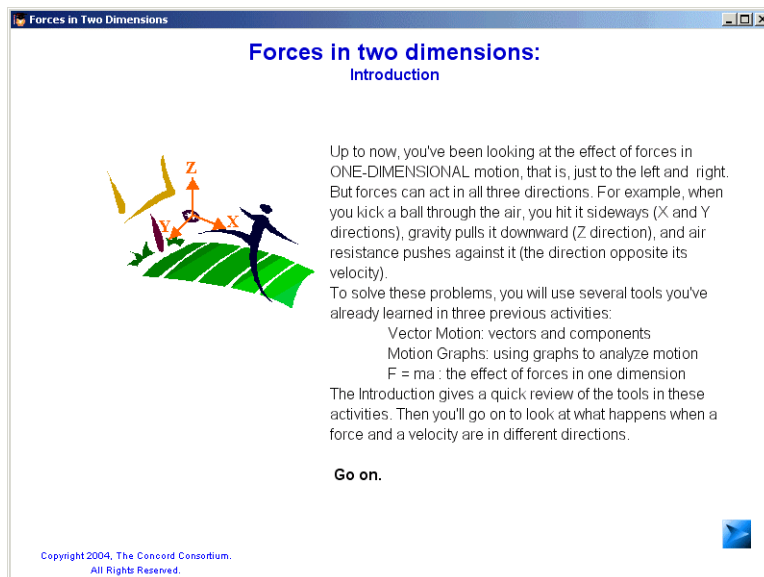 Forces in Two Dimensions
Forces in two dimensions:
Introduction
Z
Y
X
Up to now, you've been looking at the effect of forces in
ONE-DIMENSIONAL motion, that is, just to the left and right.
But forces can act in all three directions. For example, when
you kick a ball through the air, you hit it sideways (X and Y
directions), gravity pulls it downward (Z direction), and air
resistance pushes against it (the direction opposite its
velocity).
To solve these problems, you will use several tools you've
already learned in three previous activities:
Vector Motion: vectors and components
Motion Graphs: using graphs to analyze motion
F = ma : the effect of forces in one dimension
The Introduction gives a quick review of the tools in these
activities. Then you'll go on to look at what happens when a
force and a velocity are in different directions.
Go on.
Copyright 2004, The Concord Consortium.
All Rights Reserved.